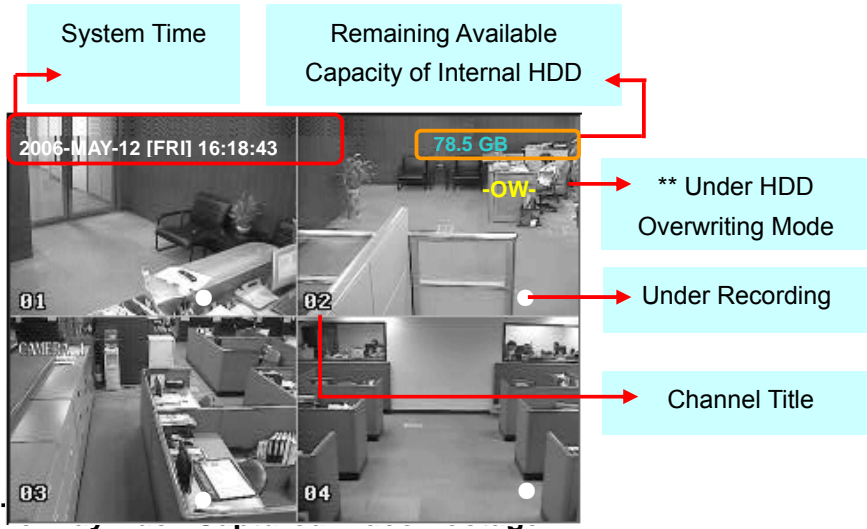 System Time
Remaining Available
Capacity of Internal HDD
2006-MAY-12 [FRI] 16:18:43
78.5 GB
-OW-
** Under HDD
Overwriting Mode
01
02
Under Recording
CAMERA
Channel Title
03
04